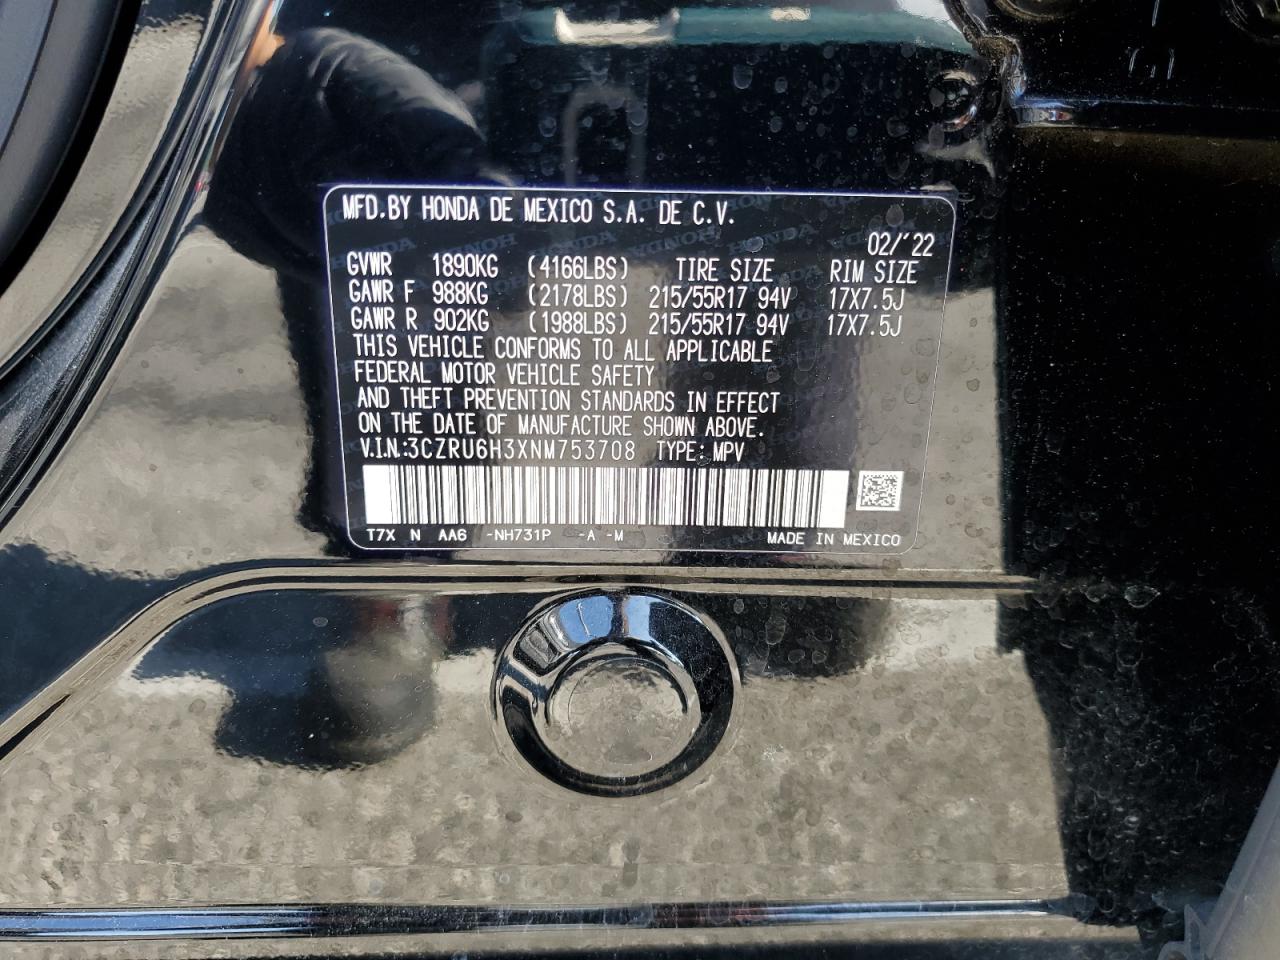 MFD.BY HONDA DE MEXICO S.A. DE C.V.
02/'22
GVWR 1890KG (4166LBS) TIRE SIZE RIM SIZE
GAWR F 988KG (2178LBS) 215/55R17 94V 17X7.5J
GAWR R 902KG (1988LBS) 215/55R17 94V 17X7.5J
THIS VEHICLE CONFORMS TO ALL APPLICABLE
FEDERAL MOTOR VEHICLE SAFETY
AND THEFT PREVENTION STANDARDS IN EFFECT
ON THE DATE OF MANUFACTURE SHOWN ABOVE.
V.I.N:3CZRU6H3XNM753708 TYPE: MPV
T7X N AA6 -NH731P -A -M MADE IN MEXICO